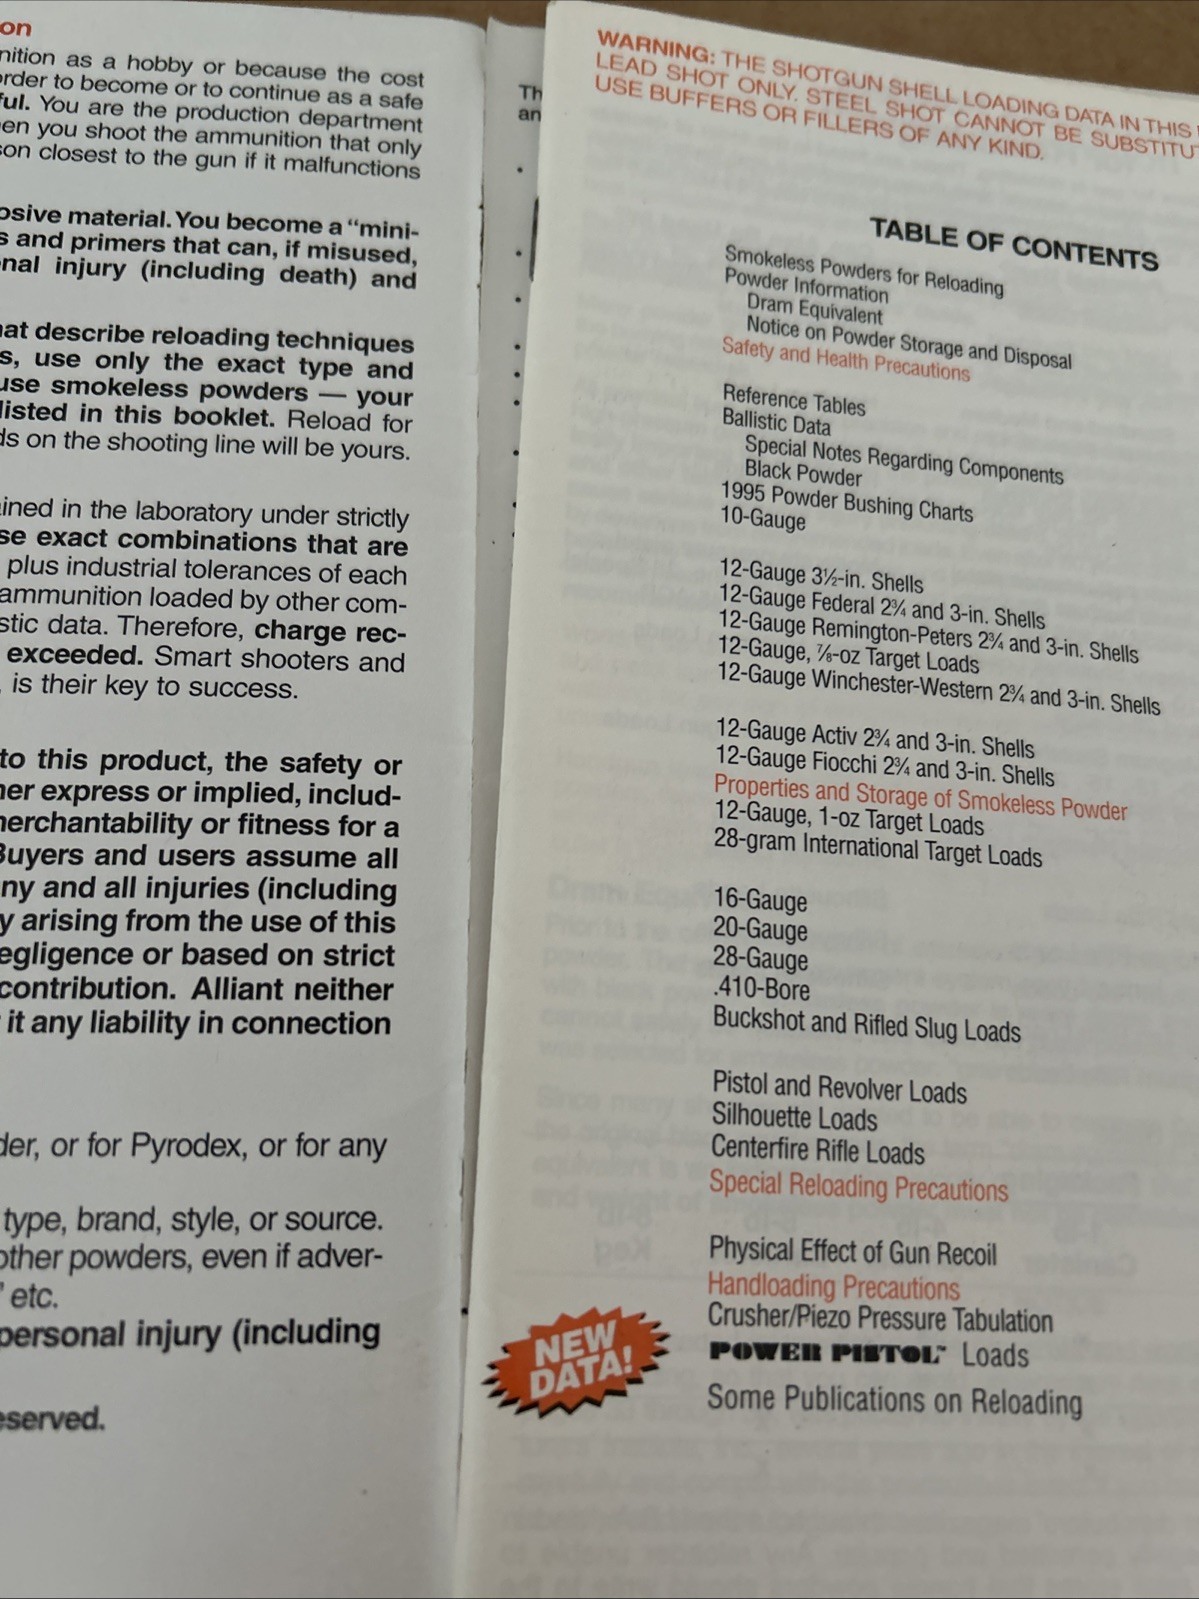 on
nition as a hobby or because the cost
order to become or to continue as a safe
ful. You are the production department
en you shoot the ammunition that only
son closest to the gun if it malfunctions
osive material. You become a “mini-
s and primers that can, if misused,
nal injury (including death) and
hat describe reloading techniques
s, use only the exact type and
use smokeless powders — your
listed in this booklet. Reload for
ds on the shooting line will be yours.
ined in the laboratory under strictly
se exact combinations that are
plus industrial tolerances of each
ammunition loaded by other com-
stic data. Therefore, charge rec-
exceeded. Smart shooters and
, is their key to success.
to this product, the safety or
her express or implied, includ-
merchantability or fitness for a
Buyers and users assume all
ny and all injuries (including
y arising from the use of this
egligence or based on strict
contribution. Alliant neither
it any liability in connection
der, or for Pyrodex, or for any
type, brand, style, or source.
other powders, even if adver-
” etc.
personal injury (including
eserved.
Th
an
WARNING: THE SHOTGUN SHELL LOADING DATA IN THIS
LEAD SHOT ONLY. STEEL SHOT CANNOT BE SUBSTITUT
USE BUFFERS OR FILLERS OF ANY KIND.
TABLE OF CONTENTS
Smokeless Powders for Reloading
Powder Information
Dram Equivalent
Notice on Powder Storage and Disposal
Safety and Health Precautions
Reference Tables
Ballistic Data
Special Notes Regarding Components
Black Powder
1995 Powder Bushing Charts
10-Gauge
12-Gauge 3½-in. Shells
12-Gauge Federal 2¾ and 3-in. Shells
12-Gauge Remington-Peters 2¾ and 3-in. Shells
12-Gauge, ⅞-oz Target Loads
12-Gauge Winchester-Western 2¾ and 3-in. Shells
12-Gauge Activ 2¾ and 3-in. Shells
12-Gauge Fiocchi 2¾ and 3-in. Shells
Properties and Storage of Smokeless Powder
12-Gauge, 1-oz Target Loads
28-gram International Target Loads
16-Gauge
20-Gauge
28-Gauge
.410-Bore
Buckshot and Rifled Slug Loads
Pistol and Revolver Loads
Silhouette Loads
Centerfire Rifle Loads
Special Reloading Precautions
Physical Effect of Gun Recoil
Handloading Precautions
Crusher/Piezo Pressure Tabulation
NEW
DATA!
POWER PISTOL™ Loads
Some Publications on Reloading